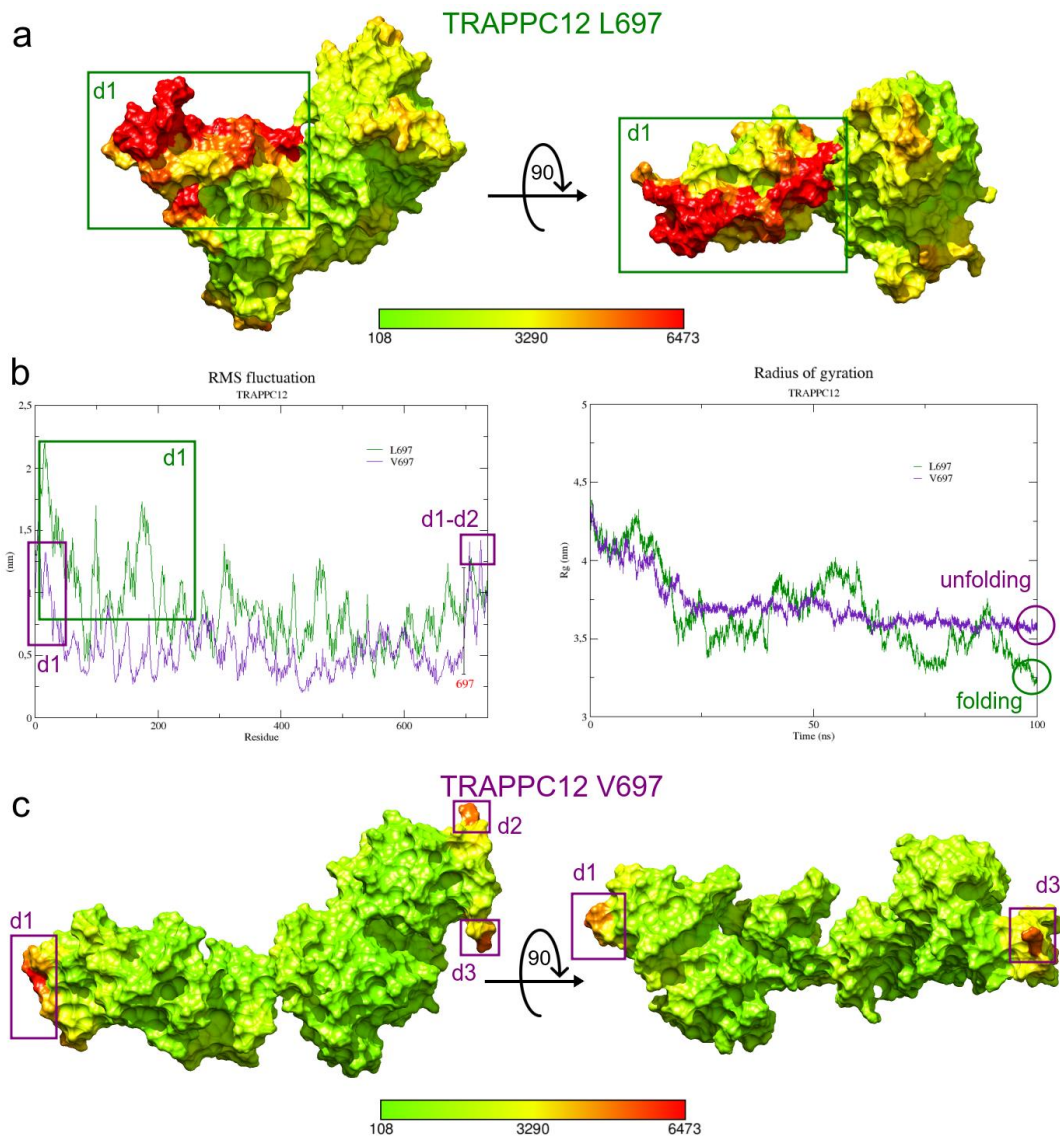 a
TRAPPC12 L697
d1
90
d1
108 3290 6473
b
RMS fluctuation
TRAPPC12
2.5
2
1.5
1
0,5
0
(nm)
d1
L697
V697
d1
d1-d2
697
0 200 400 600
Residue
Radius of gyration
TRAPPC12
5
4,5
4
3,5
3
Rg (nm)
L697
V697
unfolding
folding
0 50 100
Time (ns)
c
TRAPPC12 V697
d1
d2
d3
90
d1
d3
108 3290 6473